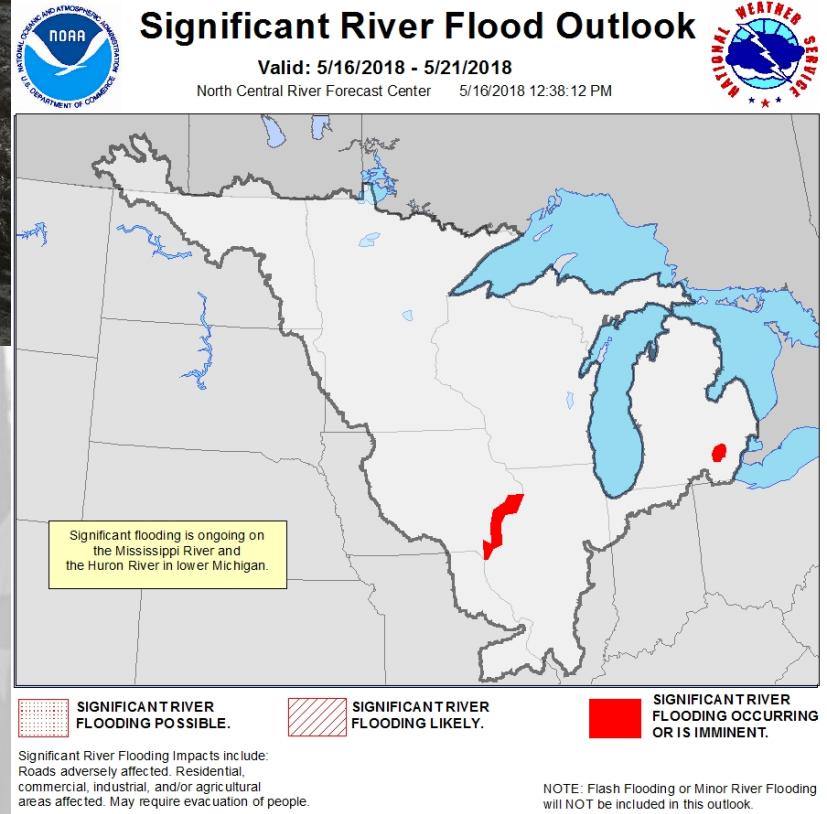 Significant River Flood Outlook
Valid: 5/16/2018 - 5/21/2018
North Central River Forecast Center 5/16/2018 12:38:12 PM
NATIONAL OCEANIC AND ATMOSPHERIC ADMINISTRATION
NOAA
U.S. DEPARTMENT OF COMMERCE
NATIONAL WEATHER SERVICE
Significant flooding is ongoing on
the Mississippi River and
the Huron River in lower Michigan.
SIGNIFICANT RIVER
FLOODING POSSIBLE.
SIGNIFICANT RIVER
FLOODING LIKELY.
SIGNIFICANT RIVER
FLOODING OCCURRING
OR IS IMMINENT.
Significant River Flooding Impacts include:
Roads adversely affected. Residential,
commercial, industrial, and/or agricultural
areas affected. May require evacuation of people.
NOTE: Flash Flooding or Minor River Flooding
will NOT be included in this outlook.